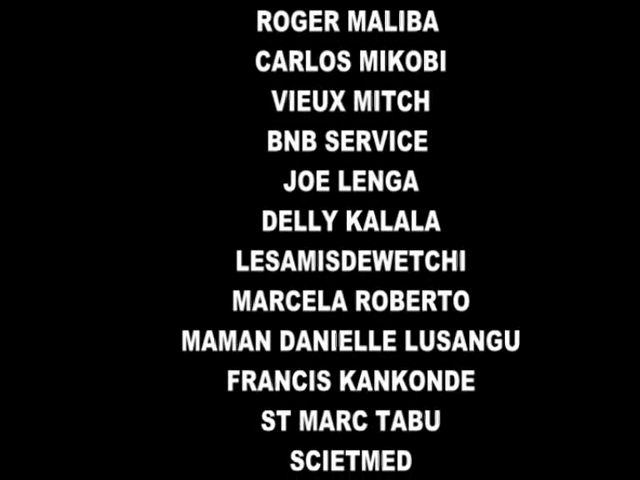 ROGER MALIBA
CARLOS MIKOBI
VIEUX MITCH
BNB SERVICE
JOE LENGA
DELLY KALALA
LESAMISDEWETCHI
MARCELA ROBERTO
MAMAN DANIELLE LUSANGU
FRANCIS KANKONDE
ST MARC TABU
SCIETMED